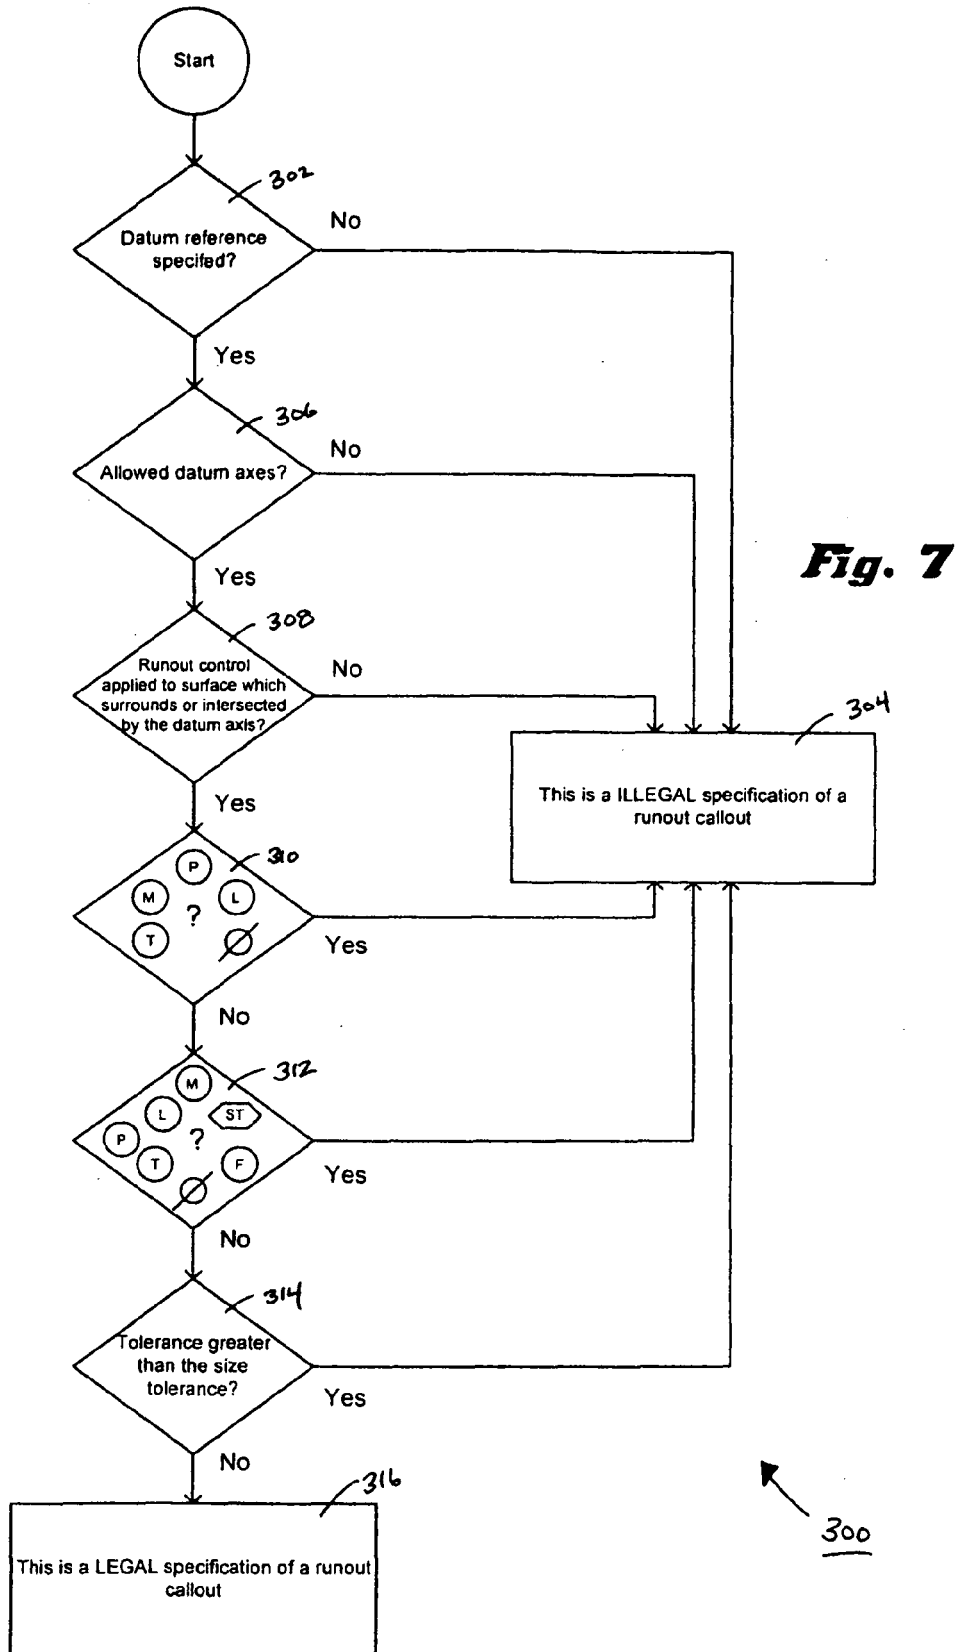 Start
302
No
Datum reference
specifed?
Yes
306
No
Allowed datum axes?
Fig. 7
Yes
308
No
Runout control
applied to surface which
surrounds or intersected
by the datum axis?
304
This is a ILLEGAL specification of a
runout callout
Yes
310
P
M
L
?
T
Yes
No
312
M
L
ST
P
?
T
F
Yes
No
314
Tolerance greater
than the size
tolerance?
Yes
No
316
300
This is a LEGAL specification of a runout
callout